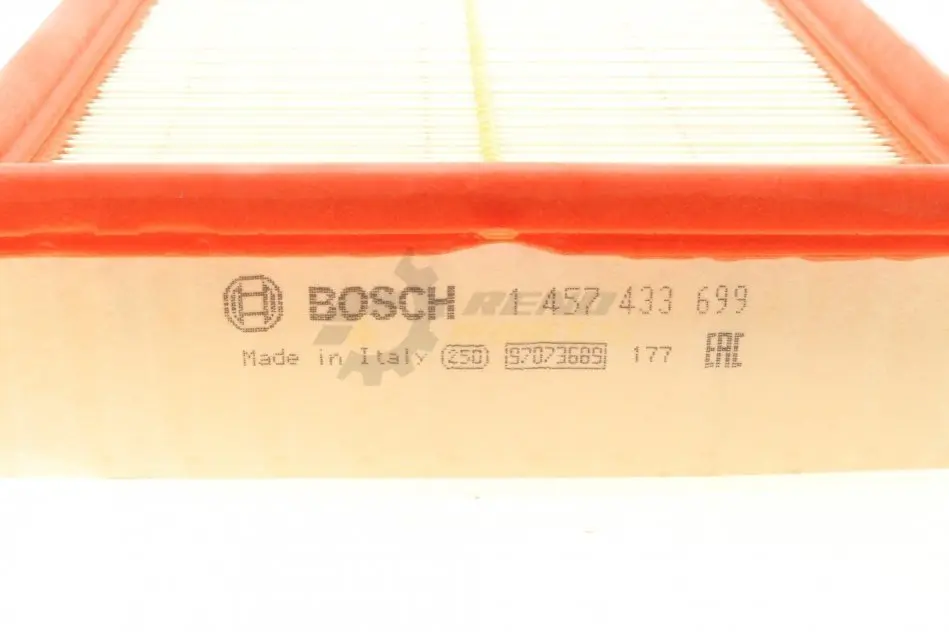 BOSCH 1 457 433 699
Made in Italy 250 97073689 177 EAC